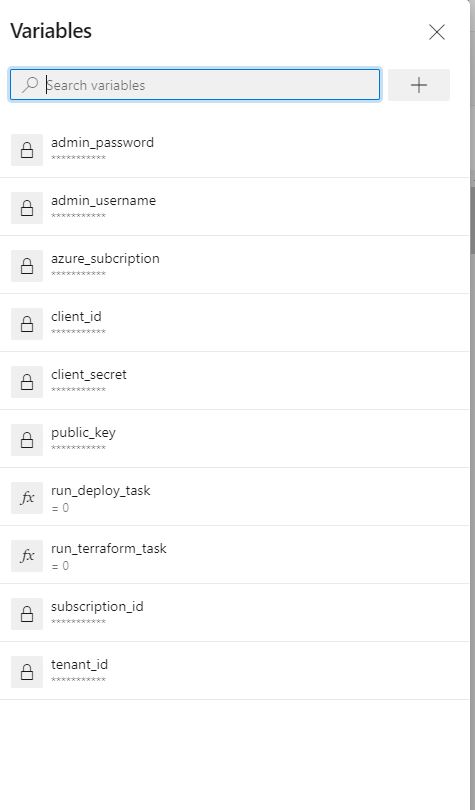 Variables
Search variables
admin_password
***********
admin_username
***********
azure_subcription
***********
client_id
***********
client_secret
***********
public_key
***********
fx run_deploy_task
= 0
fx run_terraform_task
= 0
subscription_id
***********
tenant_id
***********